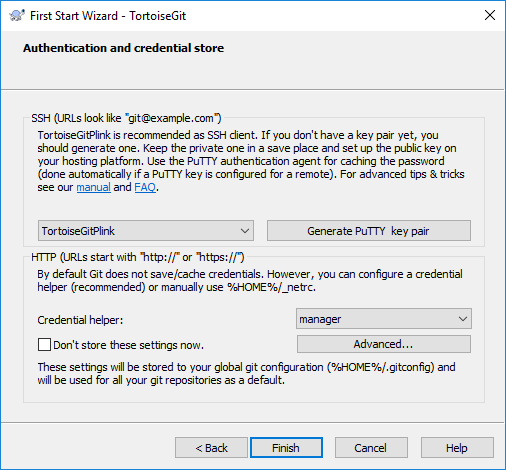 First Start Wizard - TortoiseGit
Authentication and credential store
SSH (URLs look like "git@example.com")
TortoiseGitPlink is recommended as SSH client. If you don't have a key pair yet, you
should generate one. Keep the private one in a save place and set up the public key on
your hosting platform. Use the PuTTY authentication agent for caching the password
(done automatically if a PuTTY key is configured for a remote). For advanced tips & tricks
see our manual and FAQ.
TortoiseGitPlink
Generate PuTTY key pair
HTTP (URLs start with "http://" or "https://")
By default Git does not save/cache credentials. However, you can configure a credential
helper (recommended) or manually use %HOME%/_netrc.
Credential helper:
manager
Don't store these settings now.
Advanced...
These settings will be stored to your global git configuration (%HOME%/.gitconfig) and
will be used for all your git repositories as a default.
< Back
Finish
Cancel
Help